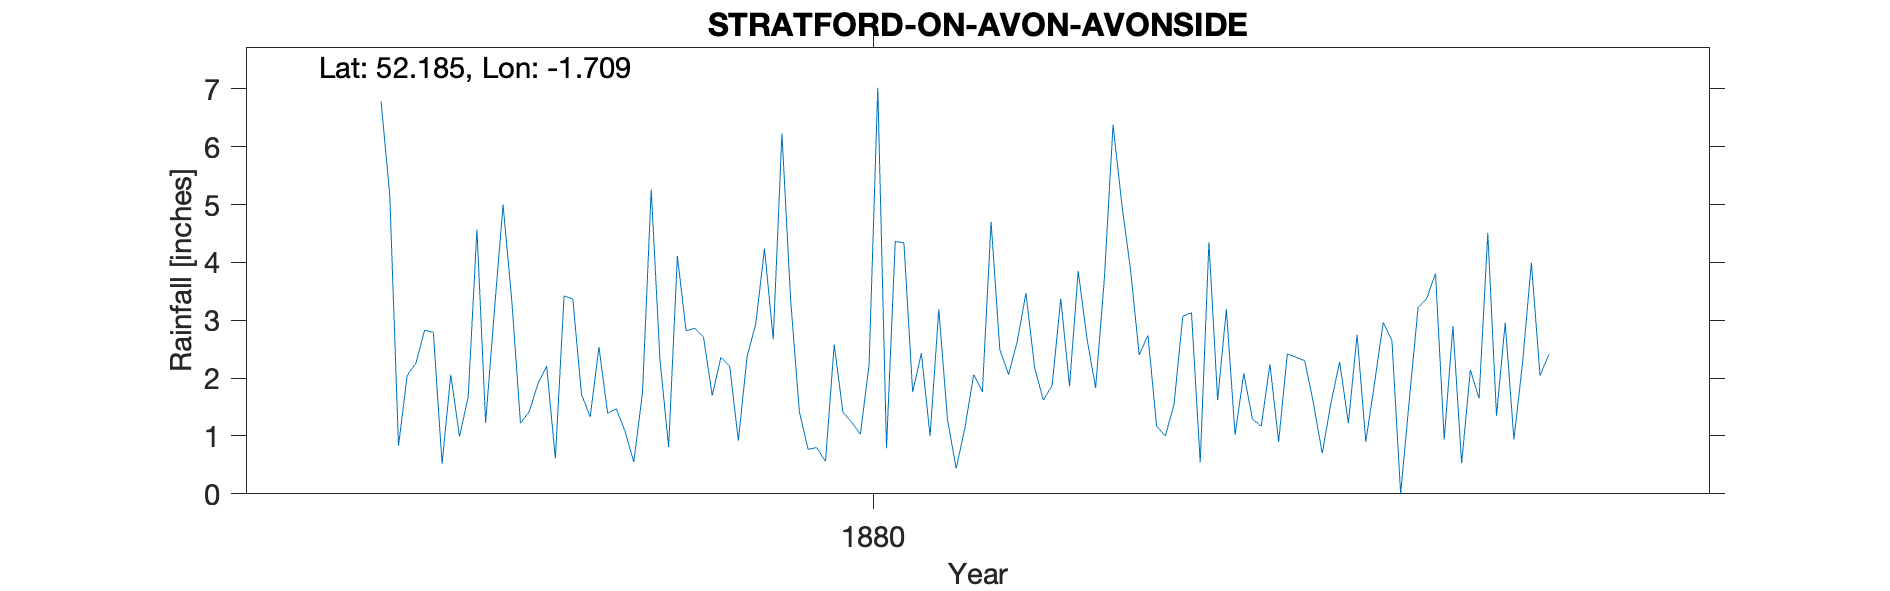 STRATFORD-ON-AVON-AVONSIDE
Lat: 52.185, Lon: -1.709
7
6
5
4
3
2
1
0
Rainfall [inches]
1880
Year